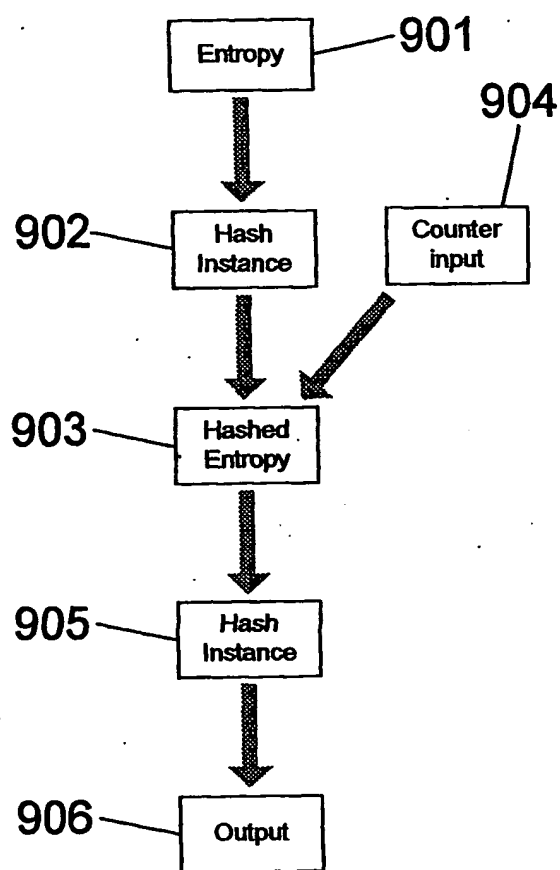 Entropy
901
904
902
Hash
Instance
Counter
input
903
Hashed
Entropy
905
Hash
Instance
906
Output